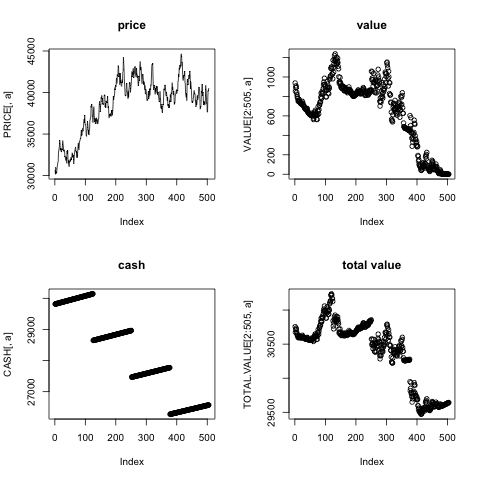 price
PRICE[, a]
30000 35000 40000 45000
0 100 200 300 400 500
Index
value
VALUE[2:505, a]
0 200 600 1000
0 100 200 300 400 500
Index
cash
CASH[, a]
27000 29000
0 100 200 300 400 500
Index
total value
TOTAL.VALUE[2:505, a]
29500 30500
0 100 200 300 400 500
Index